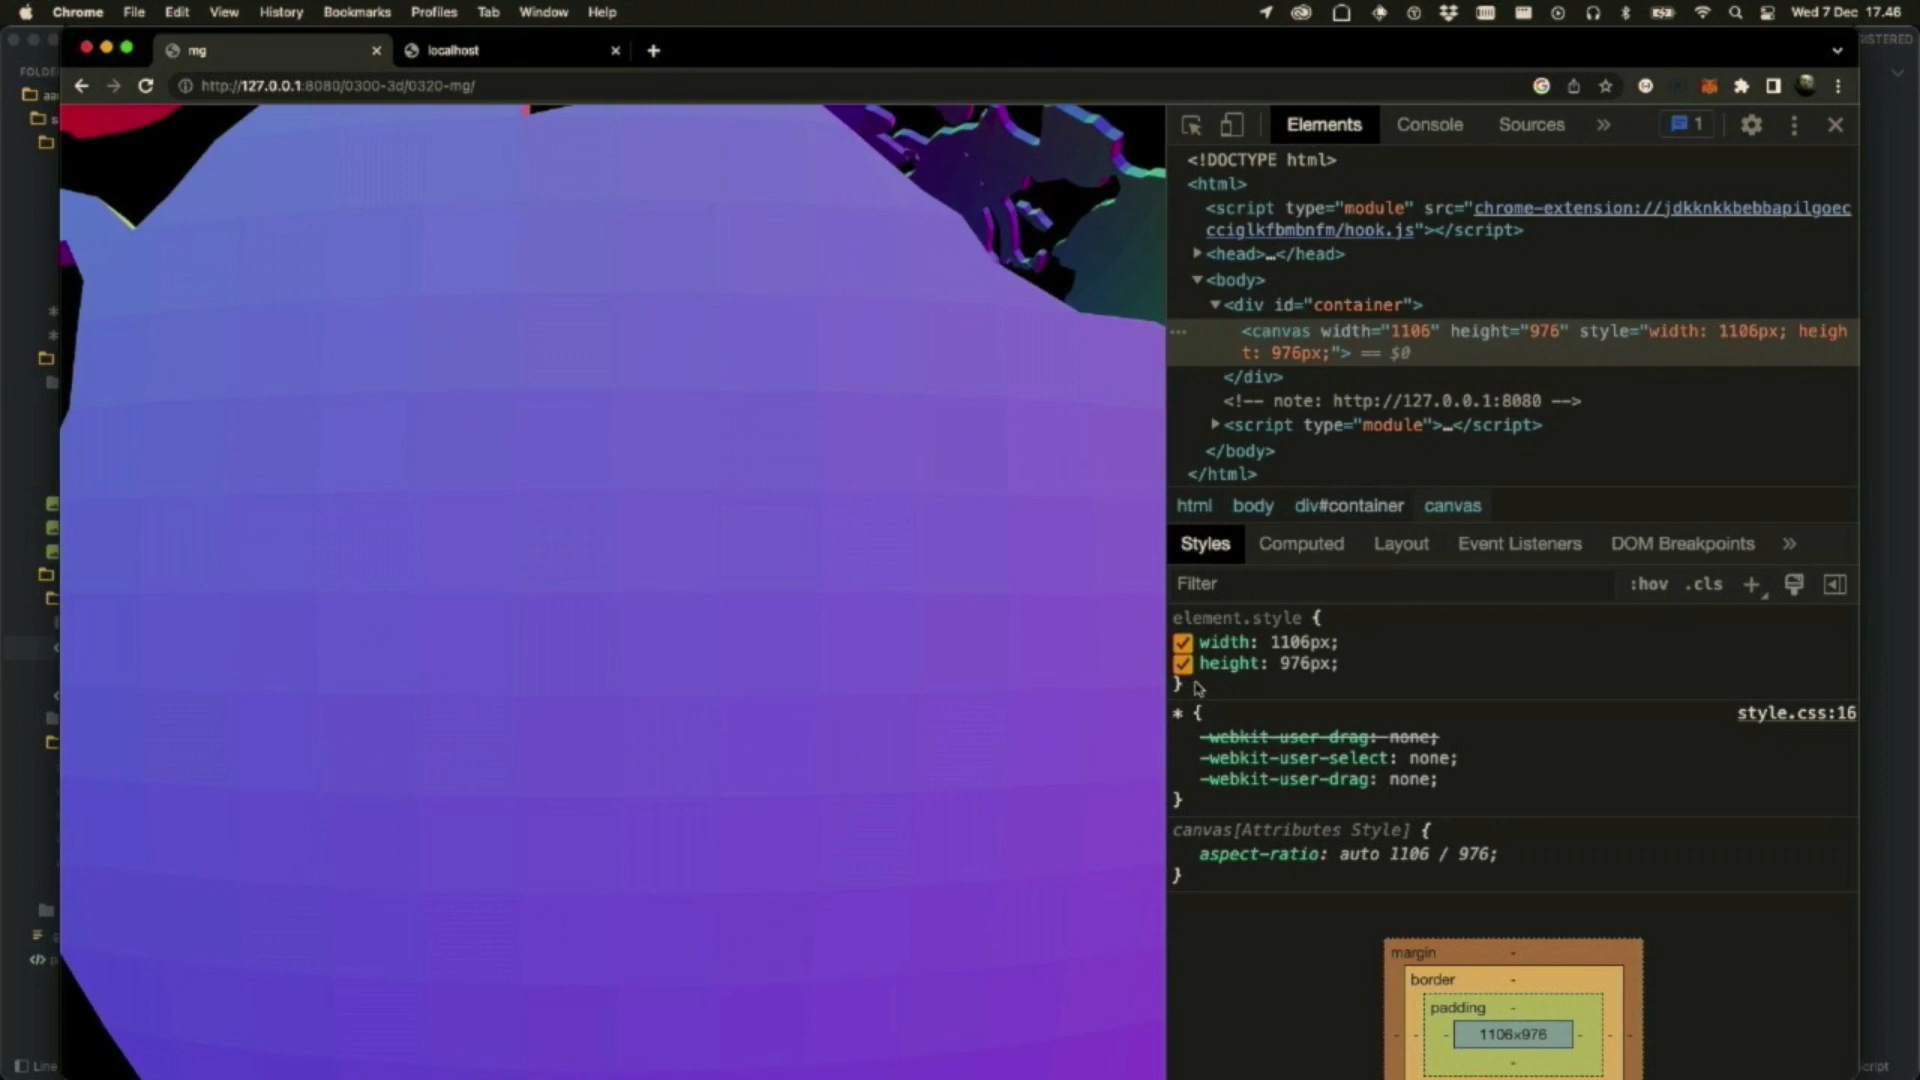 Chrome File Edit View History Bookmarks Profiles Tab Window Help Wed 7 Dec 17.46
mg localhost
http://127.0.0.1:8080/0300-3d/0320-mg/
Elements Console Sources 1
<!DOCTYPE html>
<html>
<script type="module" src="chrome-extension://jdkknkkbebbapilgoec
cciglkfbmbnfm/hook.js"></script>
<head>…</head>
<body>
<div id="container">
<canvas width="1106" height="976" style="width: 1106px; heigh
t: 976px;"> == $0
</div>
<!-- note: http://127.0.0.1:8080 -->
<script type="module">…</script>
</body>
</html>
html body div#container canvas
Styles Computed Layout Event Listeners DOM Breakpoints
Filter :hov .cls
element.style {
width: 1106px;
height: 976px;
}
* { style.css:16
-webkit-user-drag: none;
-webkit-user-select: none;
-webkit-user-drag: none;
}
canvas[Attributes Style] {
aspect-ratio: auto 1106 / 976;
}
margin -
border -
padding -
- - - 1106×976 - - -
-
Line